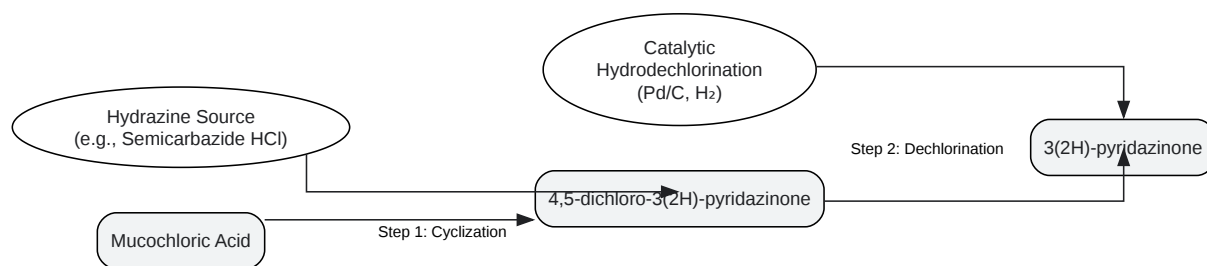 Catalytic
Hydrodechlorination
(Pd/C, H₂)
Hydrazine Source
(e.g., Semicarbazide HCl)
Step 2: Dechlorination
3(2H)-pyridazinone
4,5-dichloro-3(2H)-pyridazinone
Mucochloric Acid
Step 1: Cyclization